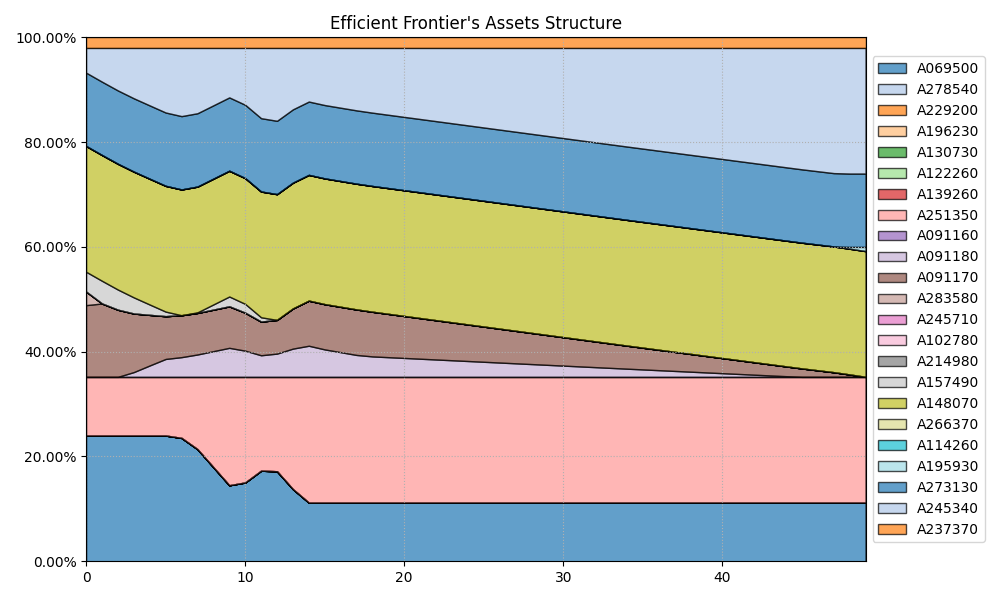 Efficient Frontier's Assets Structure
100.00%
80.00%
60.00%
40.00%
20.00%
0.00%
0
10
20
30
40
A069500
A278540
A229200
A196230
A130730
A122260
A139260
A251350
A091160
A091180
A091170
A283580
A245710
A102780
A214980
A157490
A148070
A266370
A114260
A195930
A273130
A245340
A237370